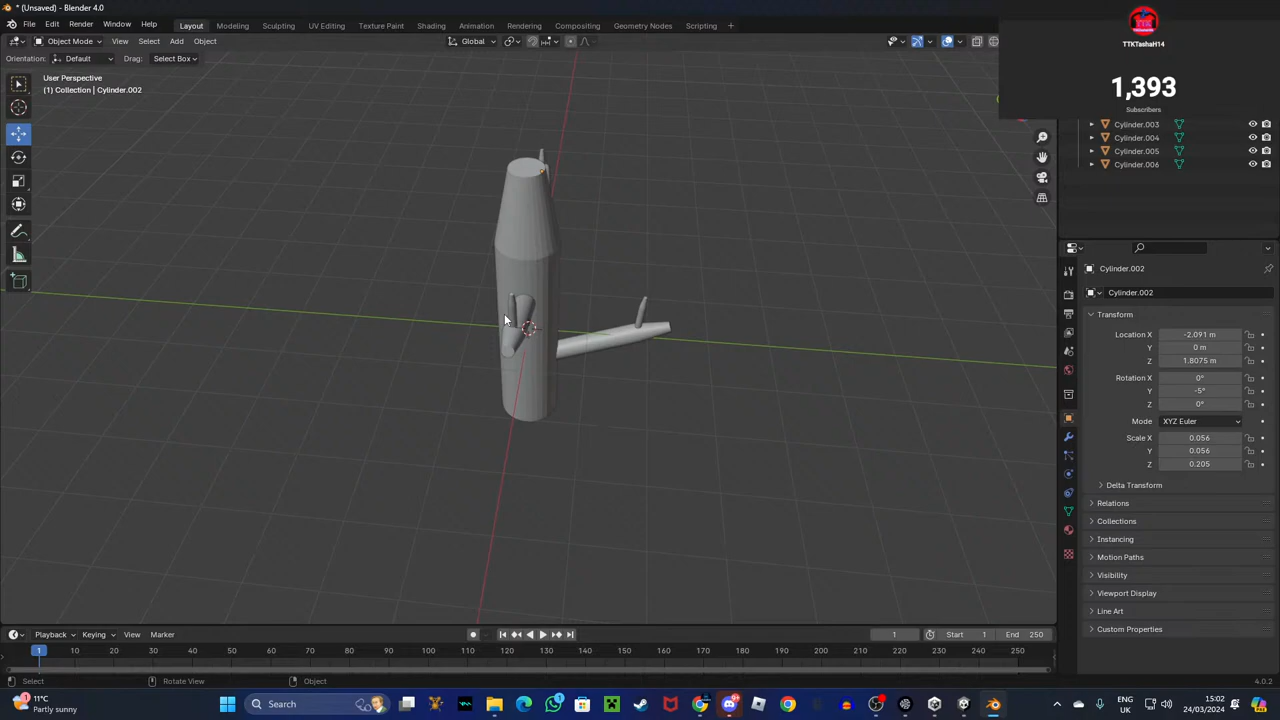 * (Unsaved) - Blender 4.0
File Edit Render Window Help Layout Modeling Sculpting UV Editing Texture Paint Shading Animation Rendering Compositing Geometry Nodes Scripting +
Object Mode View Select Add Object Global
Orientation: Default Drag: Select Box
User Perspective
(1) Collection | Cylinder.002
TTK
TTKTashaH14
1,393
Subscribers
Cylinder.003
Cylinder.004
Cylinder.005
Cylinder.006
Cylinder.002
Cylinder.002
Transform
Location X -2.091 m
Y 0 m
Z 1.8075 m
Rotation X 0°
Y -5°
Z 0°
Mode XYZ Euler
Scale X 0.056
Y 0.056
Z 0.205
Delta Transform
Relations
Collections
Instancing
Motion Paths
Visibility
Viewport Display
Line Art
Custom Properties
Playback Keying View Marker 1 Start 1 End 250
1 10 20 30 40 50 60 70 80 90 100 110 120 130 140 150 160 170 180 190 200 210 220 230 240 250
Select Rotate View Object 4.0.2
1 11°C
Partly sunny
Search
ENG
UK
15:02
24/03/2024